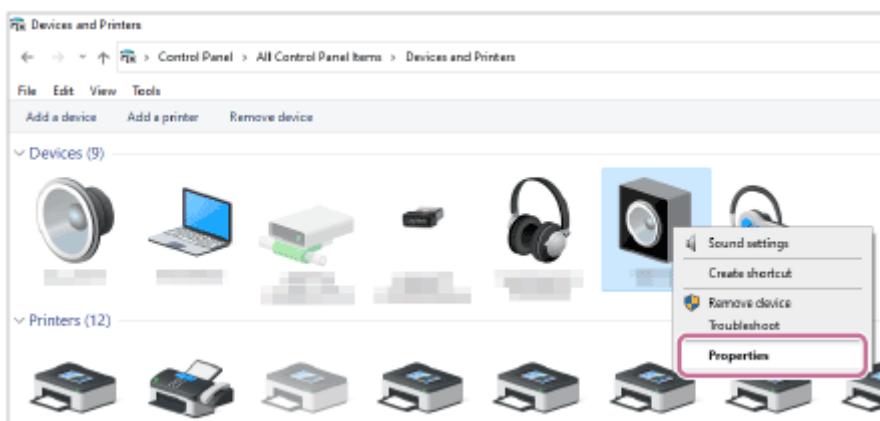 Devices and Printers
Control Panel > All Control Panel Items > Devices and Printers
File Edit View Tools
Add a device Add a printer Remove device
Devices (9)
Sound settings
Create shortcut
Remove device
Troubleshoot
Properties
Printers (12)